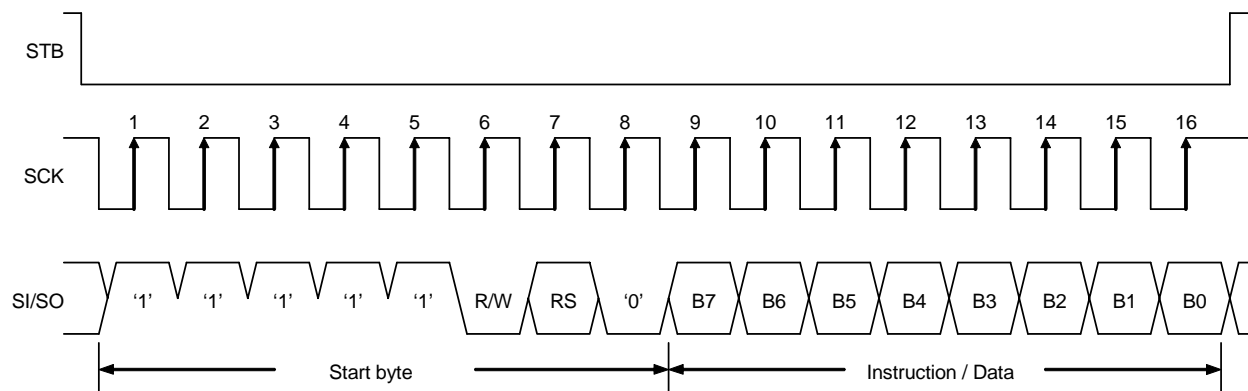 STB
1 2 3 4 5 6 7 8 9 10 11 12 13 14 15 16
SCK
SI/SO ‘1’ ‘1’ ‘1’ ‘1’ ‘1’ R/W RS ‘0’ B7 B6 B5 B4 B3 B2 B1 B0
Start byte Instruction / Data